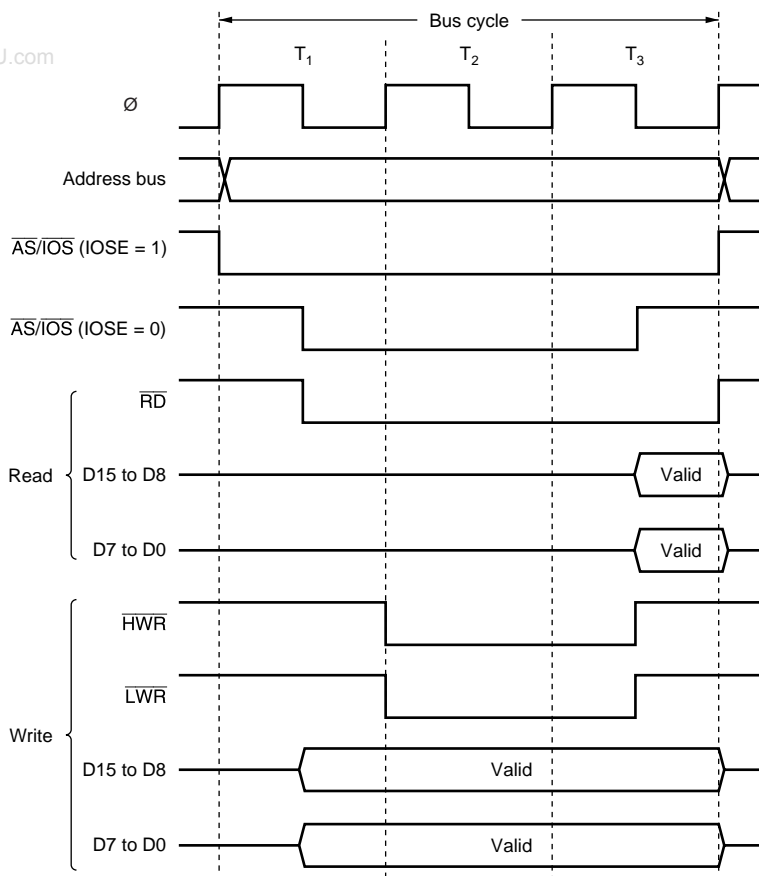 Bus cycle
T1 T2 T3
J.com
Ø
Address bus
AS/IOS (IOSE = 1)
AS/IOS (IOSE = 0)
RD
Read
D15 to D8 Valid
D7 to D0 Valid
HWR
LWR
Write
D15 to D8 Valid
D7 to D0 Valid